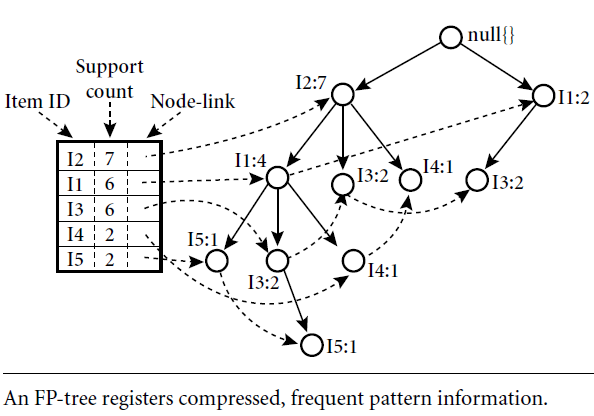 null{}
Support
count
Item ID
Node-link
I2:7
I1:2
I2 7
I1 6
I3 6
I4 2
I5 2
I1:4
I3:2
I4:1
I3:2
I5:1
I3:2
I4:1
I5:1
An FP-tree registers compressed, frequent pattern information.